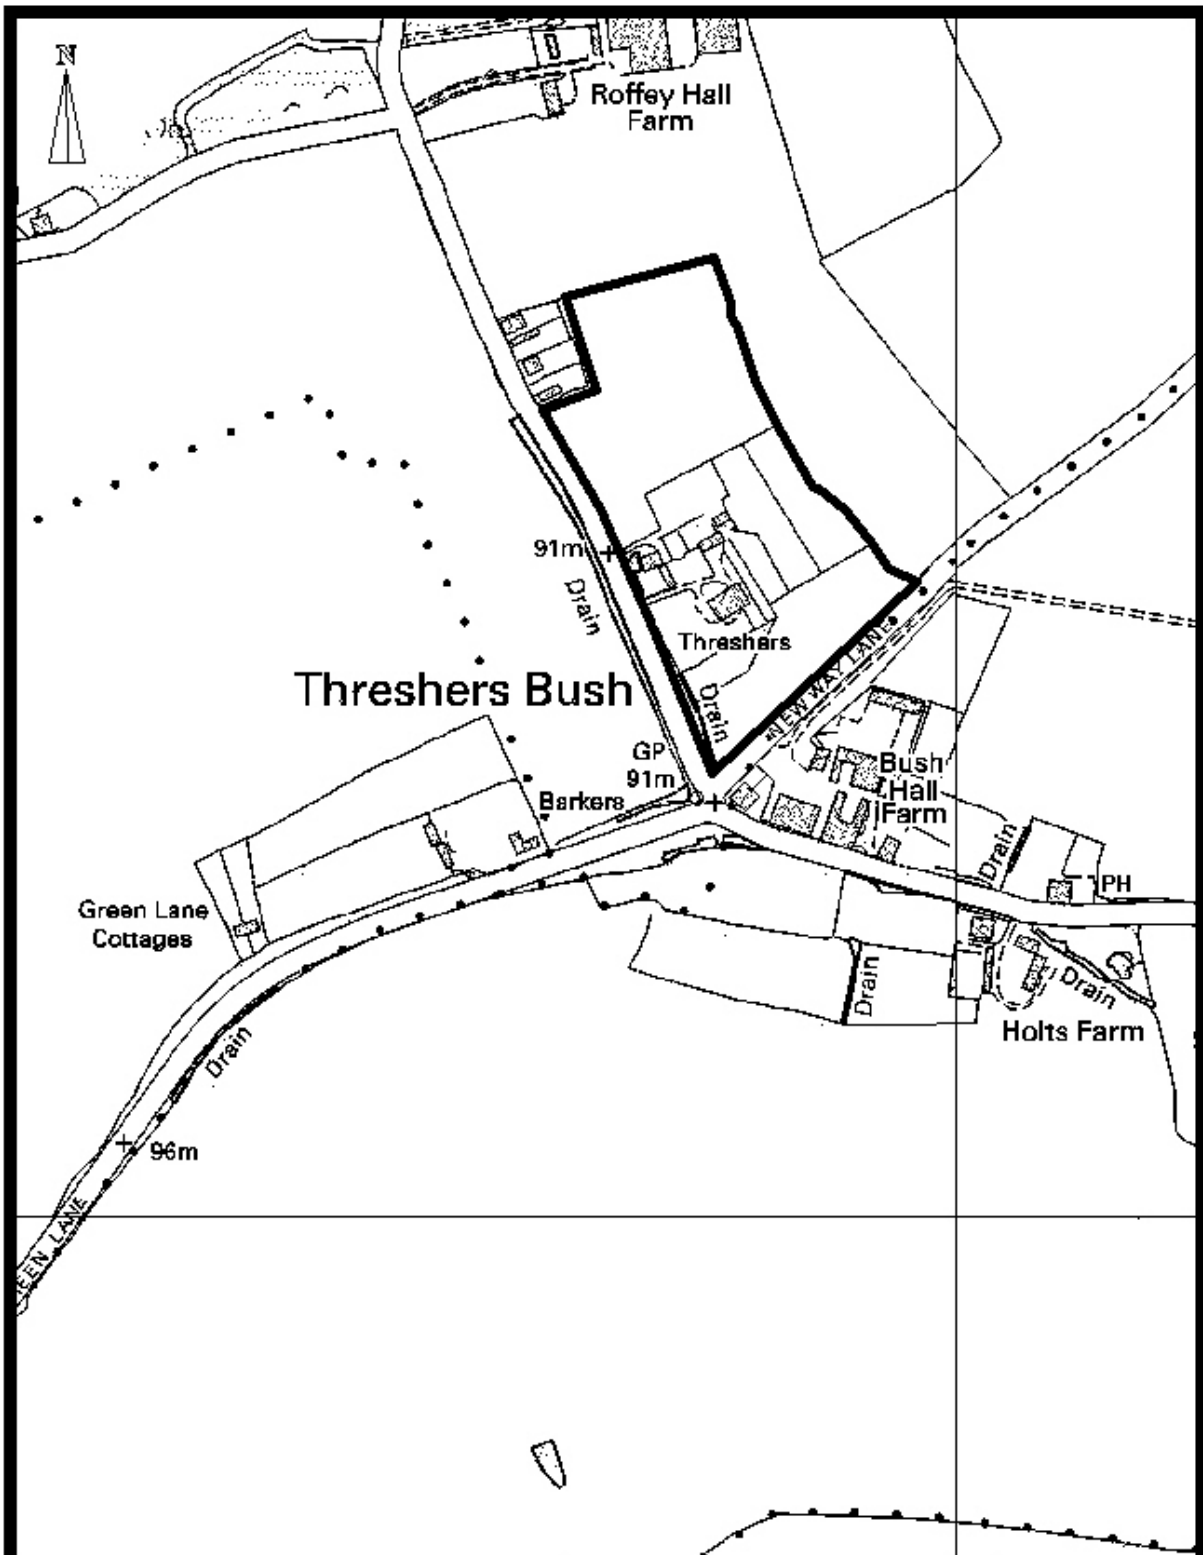 N
Roffey Hall
Farm
91m
Drain
Threshers
Threshers Bush
Drain
NEW WAY LANE
GP
91m
Barkers
Bush
Hall
Farm
Drain
PH
Green Lane
Cottages
Drain
Drain
Holts Farm
Drain
96m
REEN LANE